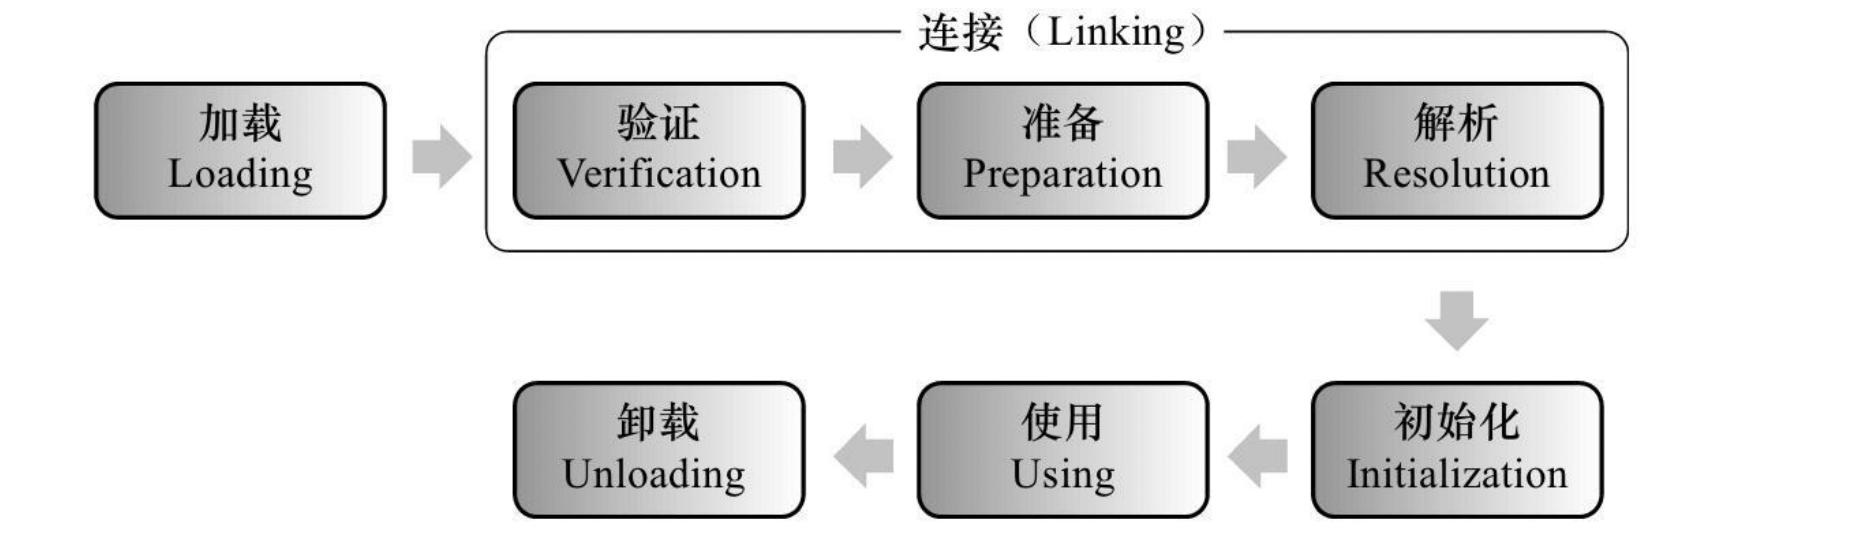 连接（Linking）
加载
Loading
验证
Verification
准备
Preparation
解析
Resolution
初始化
Initialization
使用
Using
卸载
Unloading